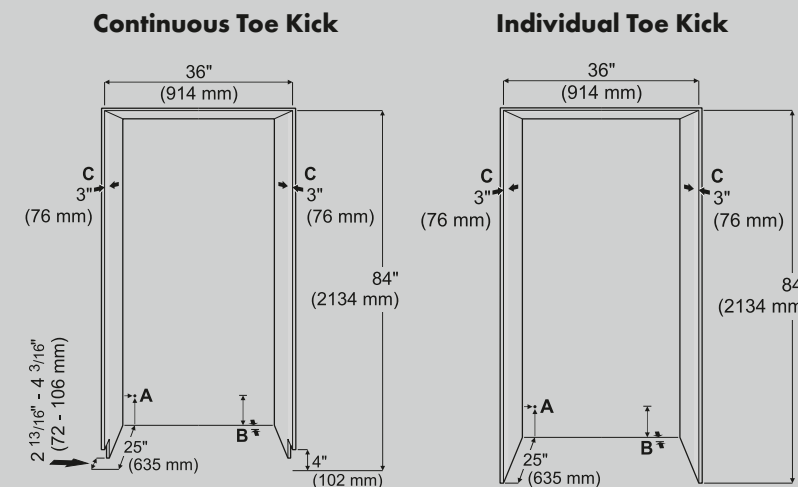 Continuous Toe Kick
36"
(914 mm)
C
3"
(76 mm)
C
3"
(76 mm)
84"
(2134 mm)
2 13/16" - 4 3/16"
(72 - 106 mm)
A
B
25"
(635 mm)
4"
(102 mm)
Individual Toe Kick
36"
(914 mm)
C
3"
(76 mm)
C
3"
(76 mm)
84
(2134 mm
A
B
25"
(635 mm)